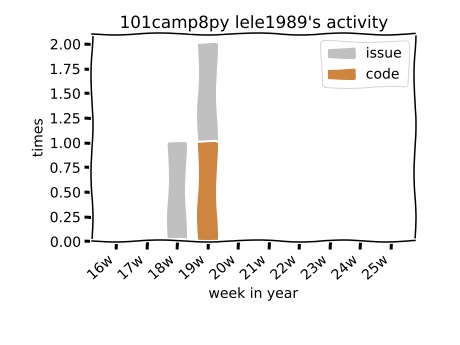 101camp8py lele1989's activity
2.00
1.75
1.50
1.25
1.00
0.75
0.50
0.25
0.00
times
issue
code
16w 17w 18w 19w 20w 21w 22w 23w 24w 25w
week in year